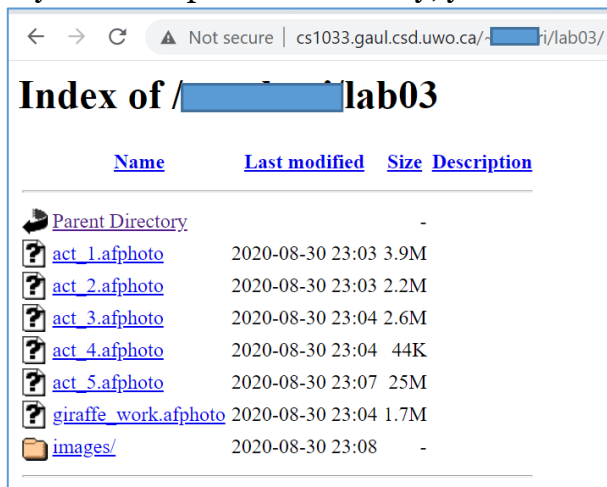 Not secure | cs1033.gaul.csd.uwo.ca/~ ri/lab03/
Index of / lab03
Name Last modified Size Description
Parent Directory -
act_1.afphoto 2020-08-30 23:03 3.9M
act_2.afphoto 2020-08-30 23:03 2.2M
act_3.afphoto 2020-08-30 23:04 2.6M
act_4.afphoto 2020-08-30 23:04 44K
act_5.afphoto 2020-08-30 23:07 25M
giraffe_work.afphoto 2020-08-30 23:04 1.7M
images/ 2020-08-30 23:08 -